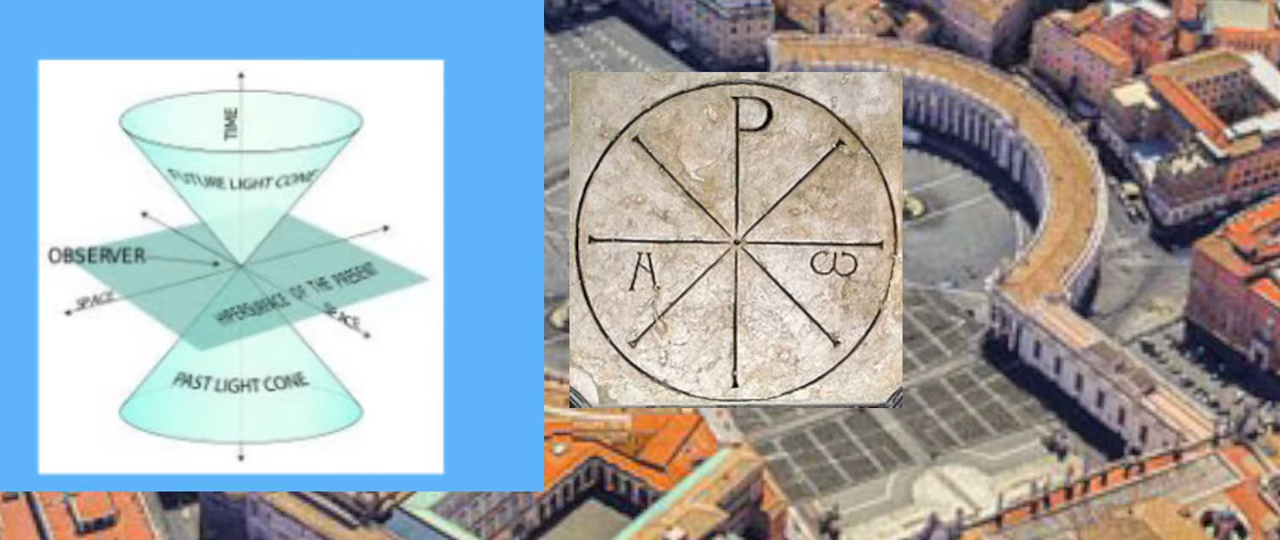 TIME
FUTURE LIGHT CONE
OBSERVER
SPACE
HYPERSURFACE OF THE PRESENT
SPACE
PAST LIGHT CONE
P
A ω